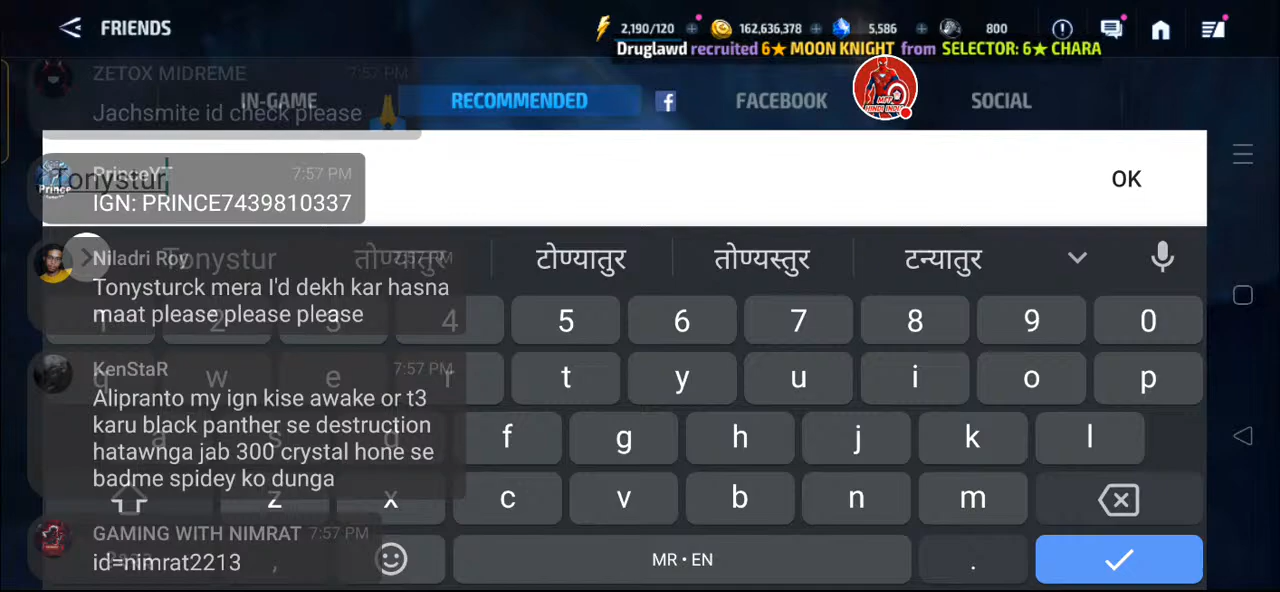 FRIENDS
2,190/120
162,636,378
5,586
800
Druglawd recruited 6★ MOON KNIGHT from SELECTOR: 6★ CHARA
ZETOX MIDREME 7:57 PM
Jachsmite id check please 🙏
IN-GAME
RECOMMENDED
FACEBOOK
SOCIAL
Tonystur
OK
PrinceYT 7:57 PM
IGN: PRINCE7439810337
Tonystur तोण्यातुर टोण्यातुर तोण्यस्तुर टन्यातुर
Niladri Roy 7:57 PM
Tonysturck mera I'd dekh kar hasna
maat please please please
1 2 3 4 5 6 7 8 9 0
KenStaR 7:57 PM
Alipranto my ign kise awake or t3
karu black panther se destruction
hatawnga jab 300 crystal hone se
badme spidey ko dunga
q w e r t y u i o p
a s d f g h j k l
z x c v b n m
GAMING WITH NIMRAT 7:57 PM
id=nimrat2213
, MR • EN .